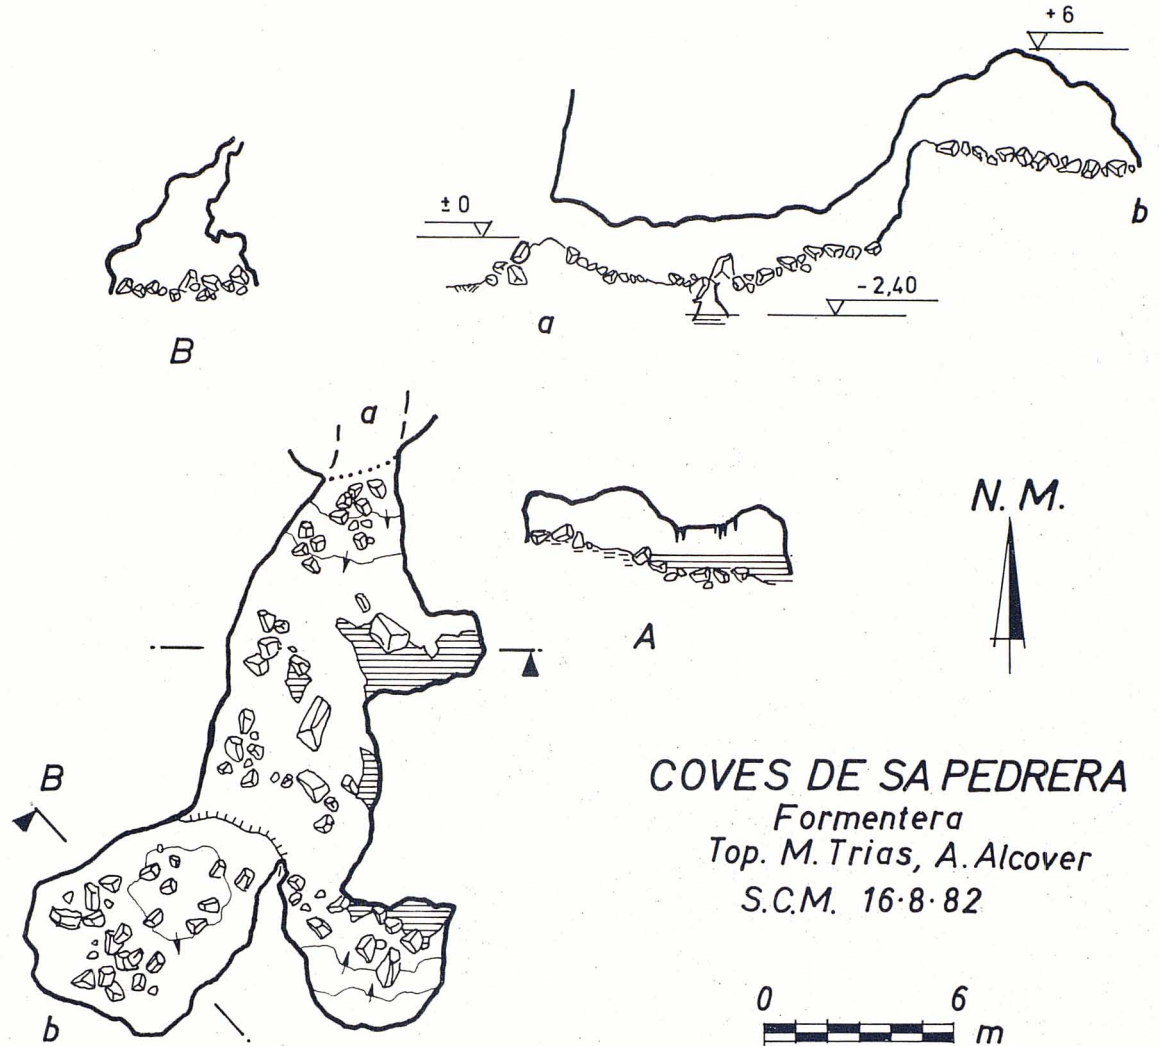 + 6
± 0
b
- 2,40
a
B
a
N. M.
A
COVES DE SA PEDRERA
Formentera
Top. M. Trias, A. Alcover
S.C.M. 16·8·82
B
b
0 6
m